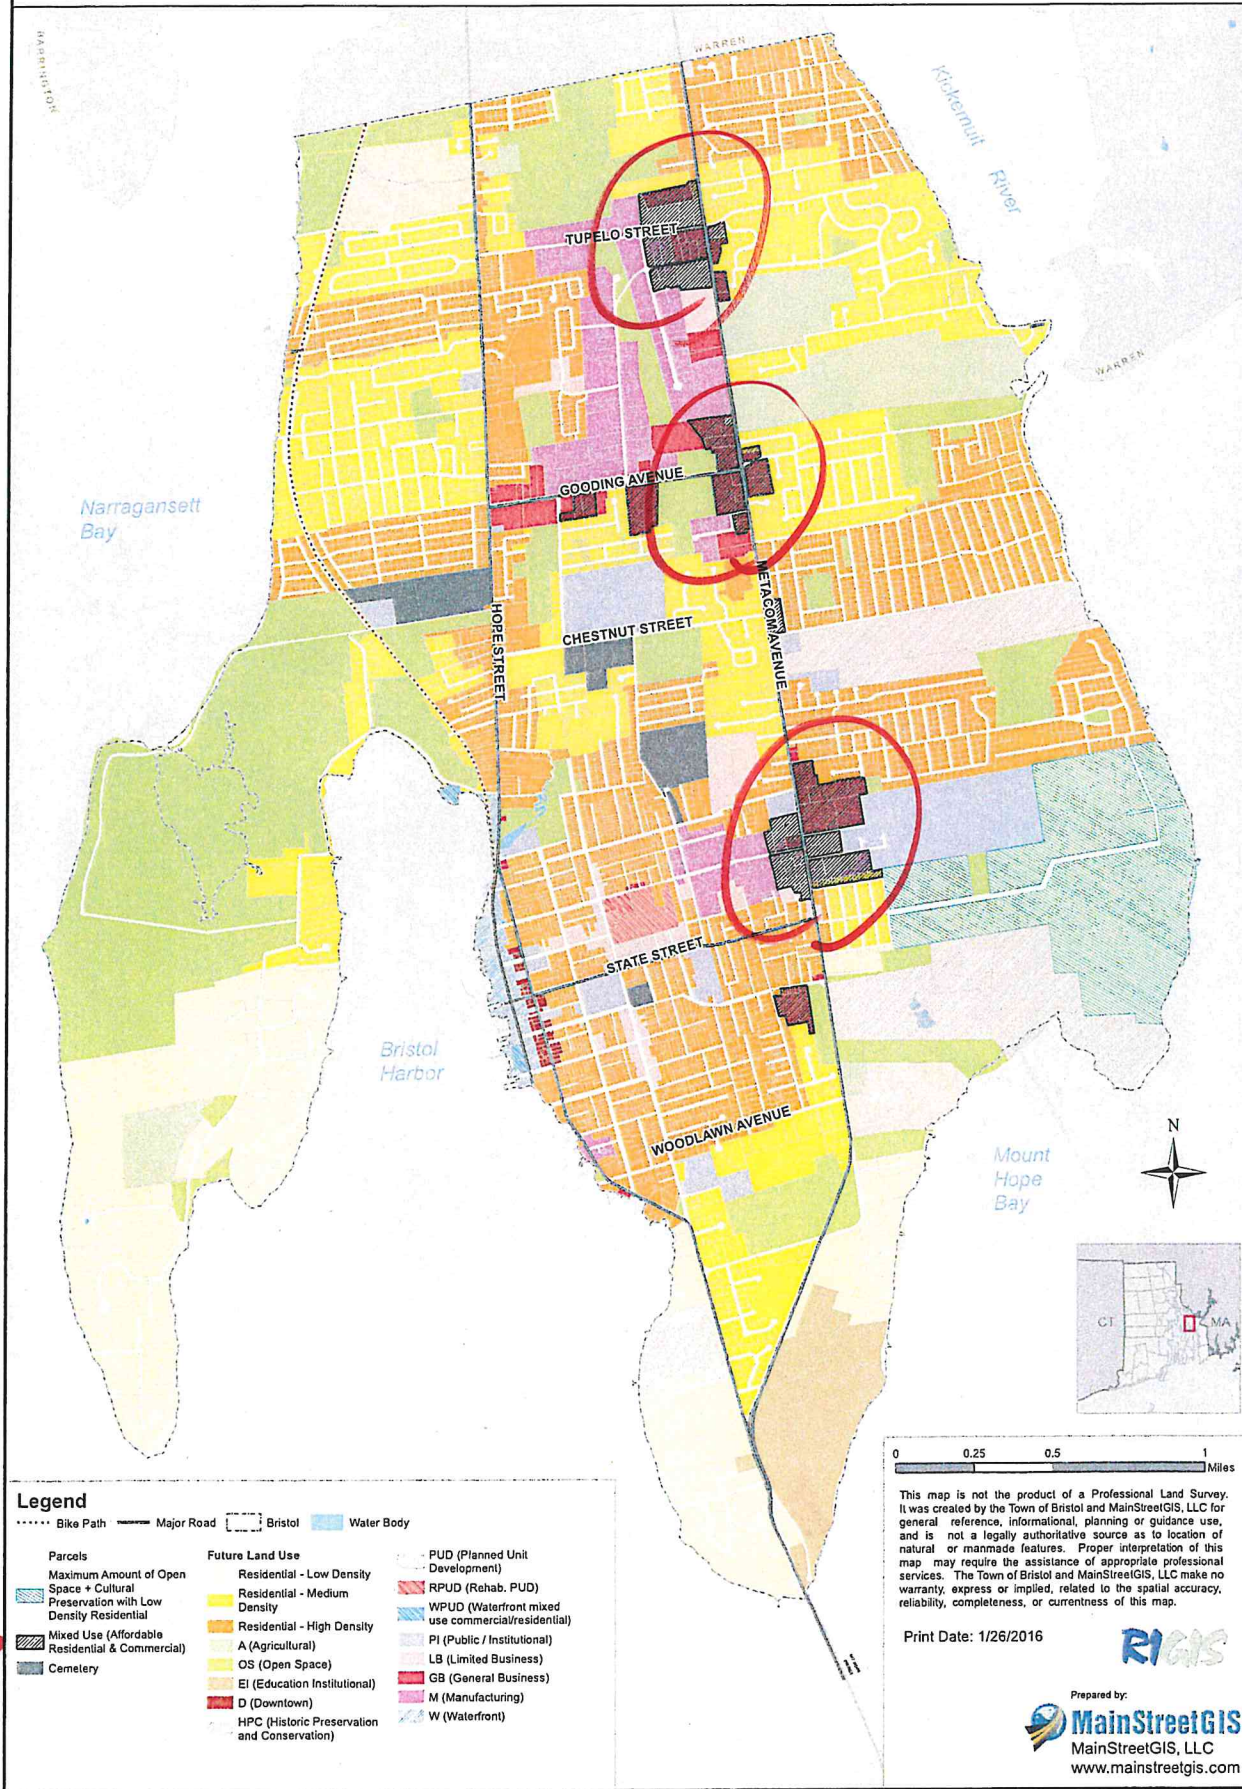 BARRINGTON
WARREN
Kickemuit
River
TUPELO STREET
WARREN
GOODING AVENUE
Narragansett
Bay
METACOM AVENUE
HOPE STREET
CHESTNUT STREET
STATE STREET
Bristol
Harbor
WOODLAWN AVENUE
N
Mount
Hope
Bay
CT
MA
0 0.25 0.5 1
Miles
This map is not the product of a Professional Land Survey.
It was created by the Town of Bristol and MainStreetGIS, LLC for
general reference, informational, planning or guidance use,
and is not a legally authoritative source as to location of
natural or manmade features. Proper interpretation of this
map may require the assistance of appropriate professional
services. The Town of Bristol and MainStreetGIS, LLC make no
warranty, express or implied, related to the spatial accuracy,
reliability, completeness, or currentness of this map.
Print Date: 1/26/2016
RIGIS
Prepared by:
MainStreetGIS
MainStreetGIS, LLC
www.mainstreetgis.com
Legend
Bike Path Major Road Bristol Water Body
Parcels
Maximum Amount of Open
Space + Cultural
Preservation with Low
Density Residential
Mixed Use (Affordable
Residential & Commercial)
Cemetery
Future Land Use
Residential - Low Density
Residential - Medium
Density
Residential - High Density
A (Agricultural)
OS (Open Space)
EI (Education Institutional)
D (Downtown)
HPC (Historic Preservation
and Conservation)
PUD (Planned Unit
Development)
RPUD (Rehab. PUD)
WPUD (Waterfront mixed
use commercial/residential)
PI (Public / Institutional)
LB (Limited Business)
GB (General Business)
M (Manufacturing)
W (Waterfront)